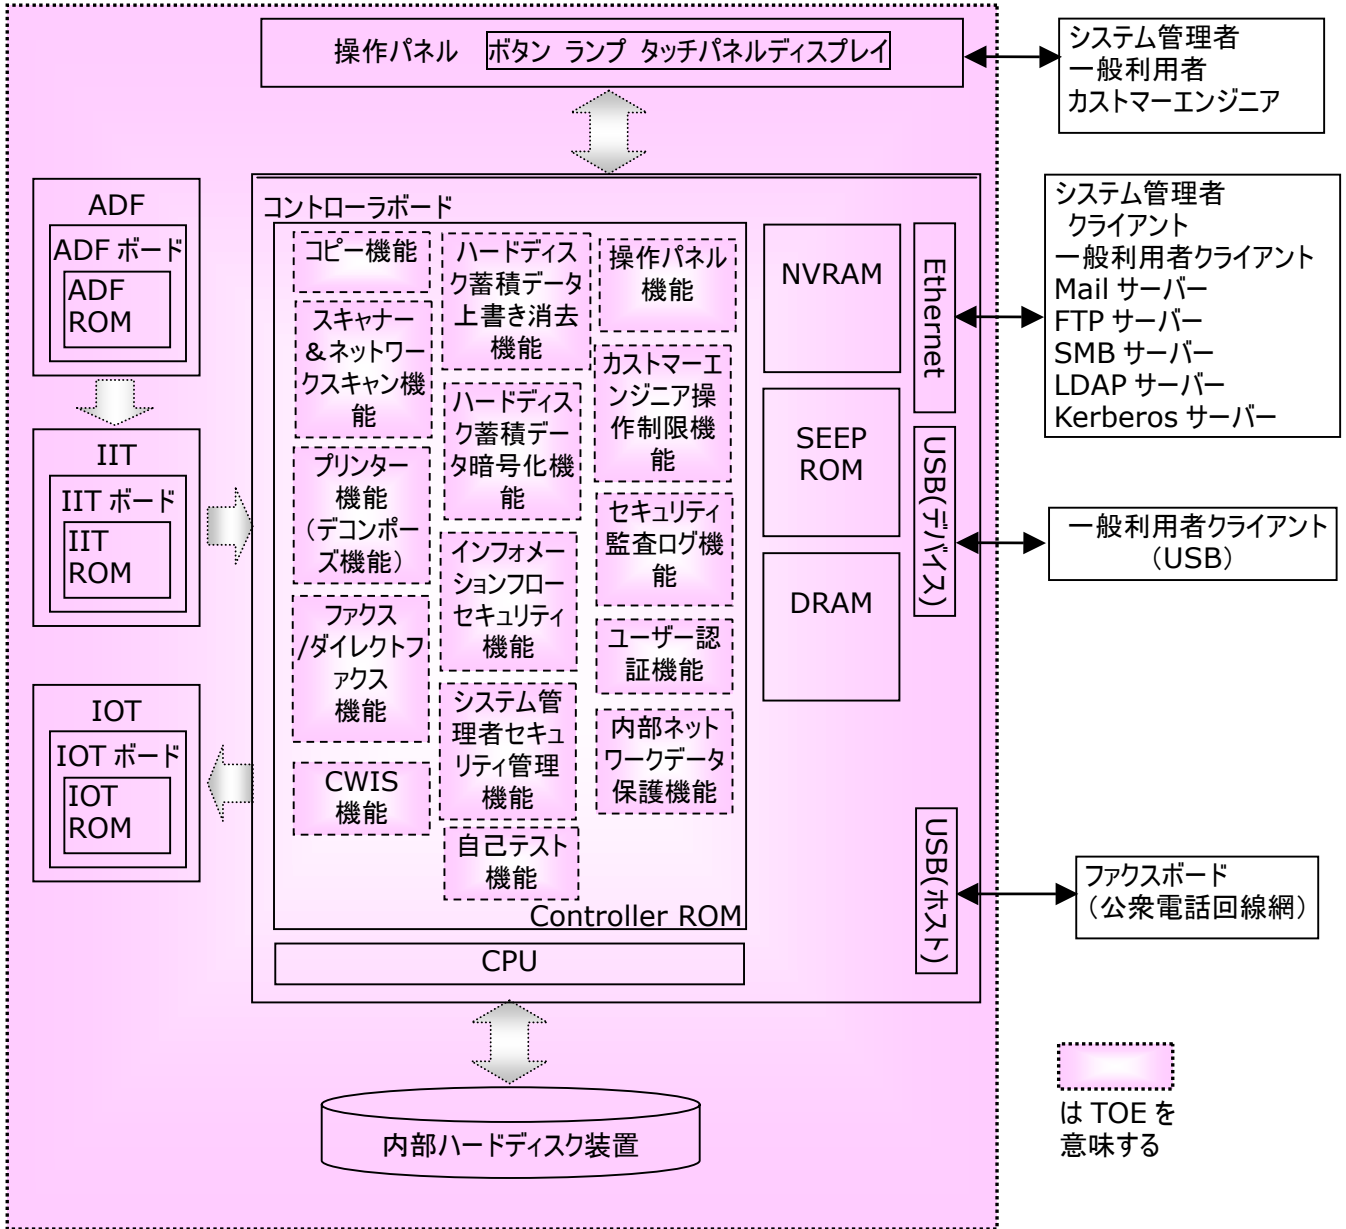 操作パネル ボタン ランプ タッチパネルディスプレイ
システム管理者
一般利用者
カストマーエンジニア
ADF
ADF ボード
ADF
ROM
IIT
IIT ボード
IIT
ROM
IOT
IOT ボード
IOT
ROM
コントローラボード
コピー機能
スキャナー
&ネットワー
クスキャン機
能
プリンター
機能
(デコンポー
ズ機能)
ファクス
/ダイレクトフ
ァクス
機能
CWIS
機能
ハードディス
ク蓄積データ
上書き消去
機能
ハードディス
ク蓄積デー
タ暗号化機
能
インフォメー
ションフロー
セキュリティ
機能
システム管
理者セキュ
リティ管理
機能
自己テスト
機能
操作パネル
機能
カストマーエ
ンジニア操
作制限機
能
セキュリティ
監査ログ機
能
ユーザー認
証機能
内部ネット
ワークデータ
保護機能
Controller ROM
CPU
NVRAM
SEEP
ROM
DRAM
Ethernet
USB(デバイス)
USB(ホスト)
システム管理者
クライアント
一般利用者クライアント
Mail サーバー
FTP サーバー
SMB サーバー
LDAP サーバー
Kerberos サーバー
一般利用者クライアント
(USB)
ファクスボード
(公衆電話回線網)
内部ハードディスク装置
は TOE を
意味する